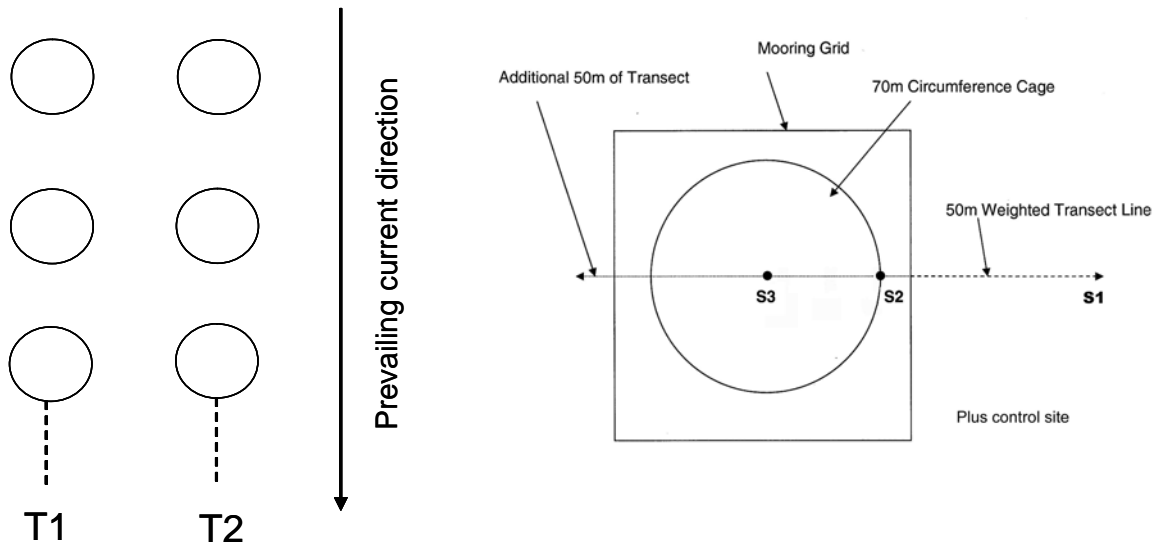 T1
T2
Prevailing current direction
Mooring Grid
Additional 50m of Transect
70m Circumference Cage
50m Weighted Transect Line
S3
S2
S1
Plus control site